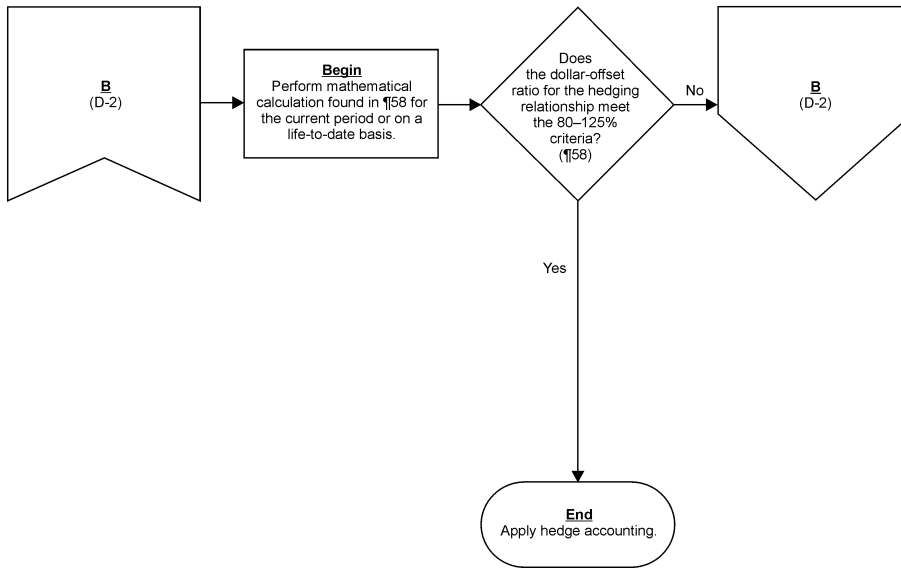 B
(D-2)
Begin
Perform mathematical
calculation found in ¶58 for
the current period or on a
life-to-date basis.
Does
the dollar-offset
ratio for the hedging
relationship meet
the 80–125%
criteria?
(¶58)
No
B
(D-2)
Yes
End
Apply hedge accounting.